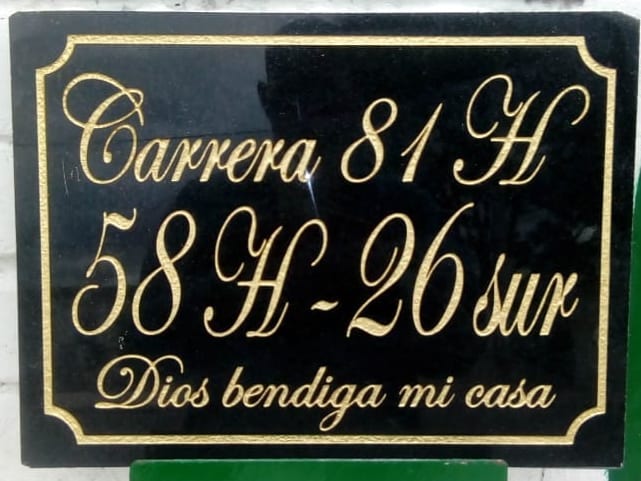 Carrera 81 H
58 H - 26 sur
Dios bendiga mi casa